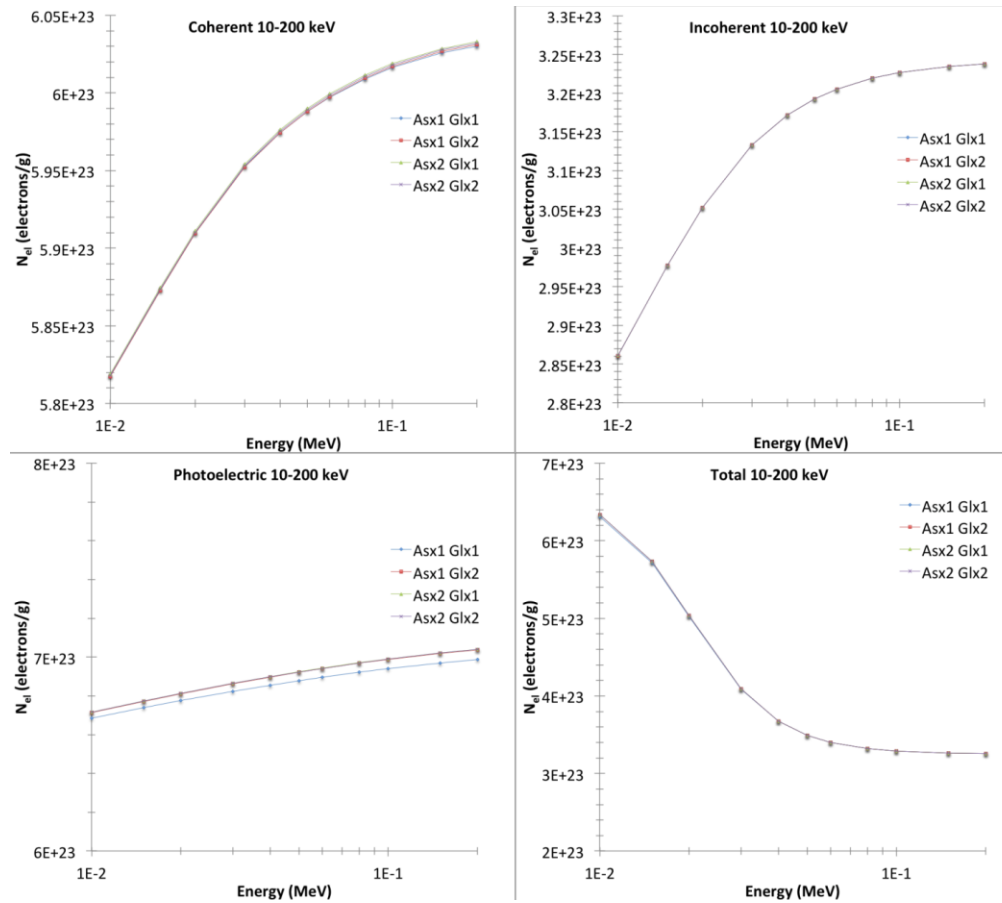 Coherent 10-200 keV
6.05E+23
6E+23
5.95E+23
5.9E+23
5.85E+23
5.8E+23
N_el (electrons/g)
Asx1 Glx1
Asx1 Glx2
Asx2 Glx1
Asx2 Glx2
1E-2
1E-1
Energy (MeV)
Incoherent 10-200 keV
3.3E+23
3.25E+23
3.2E+23
3.15E+23
3.1E+23
3.05E+23
3E+23
2.95E+23
2.9E+23
2.85E+23
2.8E+23
N_el (electrons/g)
Asx1 Glx1
Asx1 Glx2
Asx2 Glx1
Asx2 Glx2
1E-2
1E-1
Energy (MeV)
Photoelectric 10-200 keV
8E+23
7E+23
6E+23
N_el (electrons/g)
Asx1 Glx1
Asx1 Glx2
Asx2 Glx1
Asx2 Glx2
1E-2
1E-1
Energy (MeV)
Total 10-200 keV
7E+23
6E+23
5E+23
4E+23
3E+23
2E+23
N_el (electrons/g)
Asx1 Glx1
Asx1 Glx2
Asx2 Glx1
Asx2 Glx2
1E-2
1E-1
Energy (MeV)